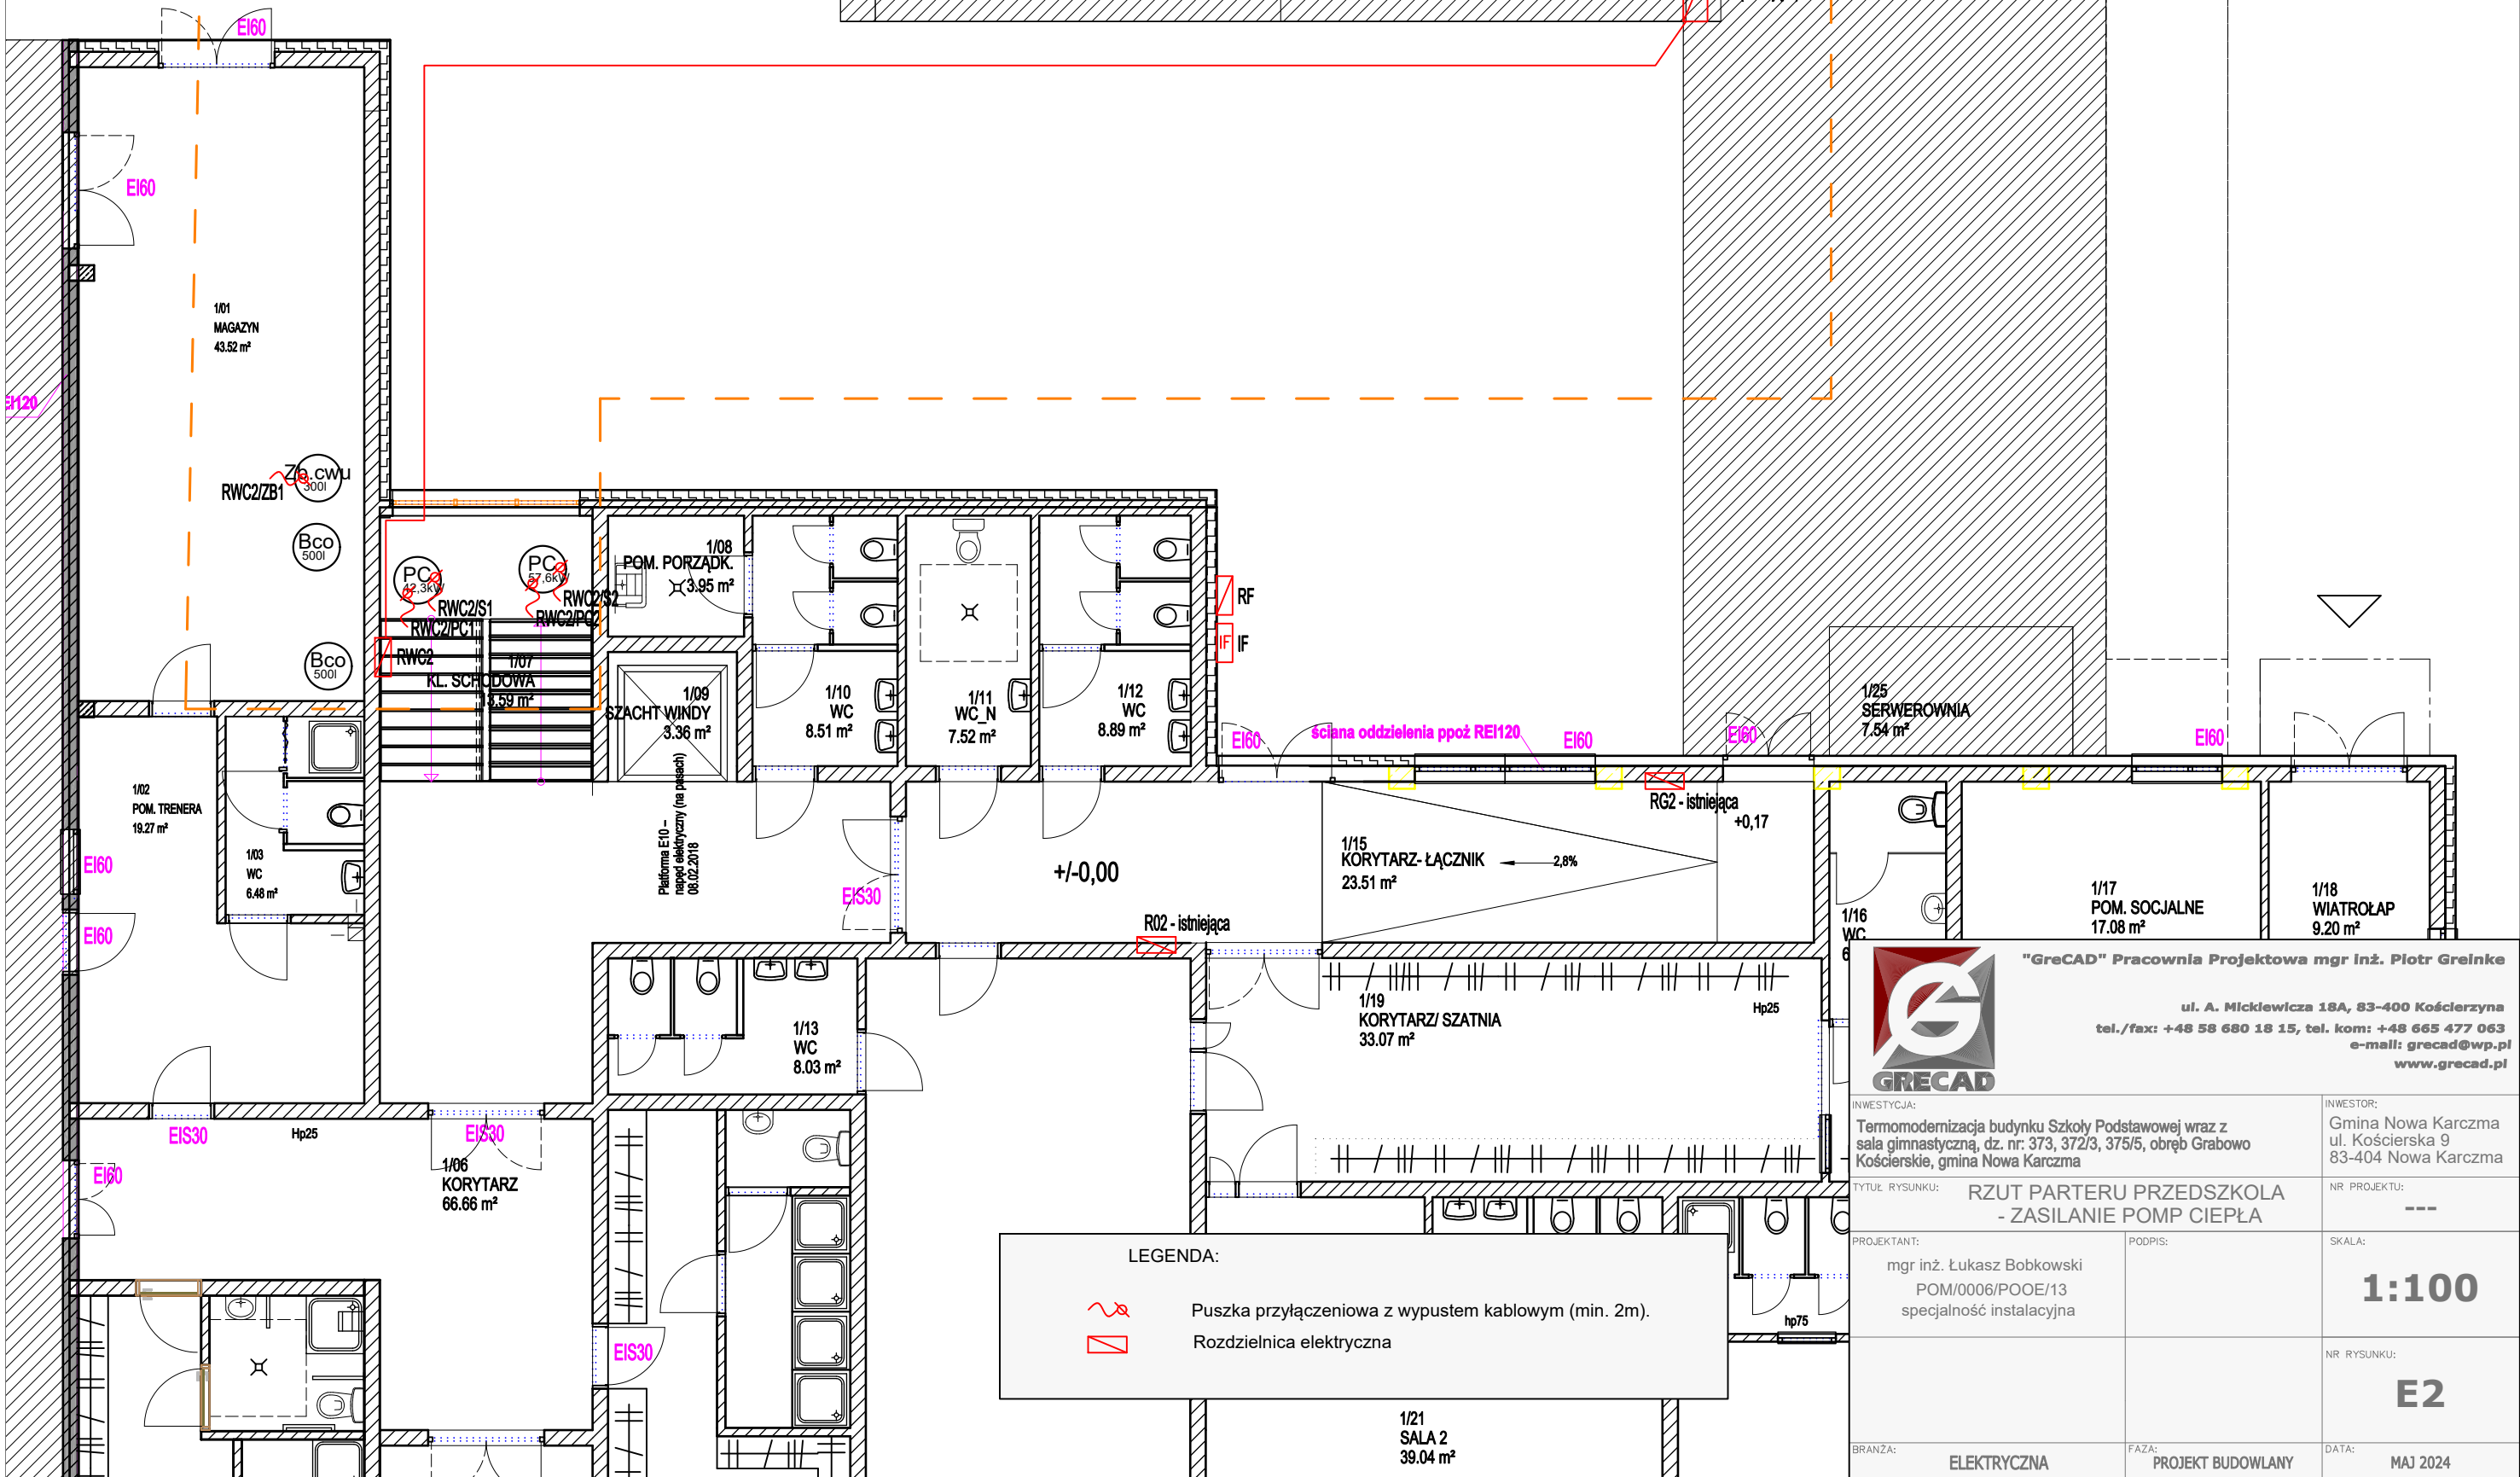 EI60
EI60
1/01
MAGAZYN
43.52 m²
EI120
Zb.cwu
300l
RWC2/ZB1
Bco
500l
Bco
500l
PC
42,3kW
PC
57,6kW
RWC2/S1
RWC2/PC1
RWC2/S2
RWC2/PC2
RWC2
1/07
KL. SCHODOWA
13.59 m²
1/08
POM. PORZĄDK.
3.95 m²
1/09
SZACHT WINDY
3.36 m²
1/10
WC
8.51 m²
1/11
WC_N
7.52 m²
1/12
WC
8.89 m²
RF
IF
IF
EI60
ściana oddzielenia ppoż REI120
EI60
EI60
1/25
SERWEROWNIA
7.54 m²
EI60
1/02
POM. TRENERA
19.27 m²
1/03
WC
6.48 m²
EI60
EI60
Platforma E10 –
napęd elektryczny (na pasach)
08.02.2018
EIS30
+/-0,00
R02 - istniejąca
RG2 - istniejąca
+0,17
1/15
KORYTARZ- ŁĄCZNIK
23.51 m²
2,8%
1/16
WC
6
1/17
POM. SOCJALNE
17.08 m²
1/18
WIATROŁAP
9.20 m²
1/13
WC
8.03 m²
1/19
KORYTARZ/ SZATNIA
33.07 m²
Hp25
EIS30
Hp25
EIS30
EI60
1/06
KORYTARZ
66.66 m²
EIS30
hp75
1/21
SALA 2
39.04 m²
LEGENDA:
Puszka przyłączeniowa z wypustem kablowym (min. 2m).
Rozdzielnica elektryczna
GRECAD
"GreCAD" Pracownia Projektowa mgr inż. Piotr Greinke
ul. A. Mickiewicza 18A, 83-400 Kościerzyna
tel./fax: +48 58 680 18 15, tel. kom: +48 665 477 063
e-mail: grecad@wp.pl
www.grecad.pl
INWESTYCJA:
Termomodernizacja budynku Szkoły Podstawowej wraz z
sala gimnastyczną, dz. nr: 373, 372/3, 375/5, obręb Grabowo
Kościerskie, gmina Nowa Karczma
INWESTOR:
Gmina Nowa Karczma
ul. Kościerska 9
83-404 Nowa Karczma
TYTUŁ RYSUNKU:
RZUT PARTERU PRZEDSZKOLA
- ZASILANIE POMP CIEPŁA
NR PROJEKTU:
---
PROJEKTANT:
mgr inż. Łukasz Bobkowski
POM/0006/POOE/13
specjalność instalacyjna
PODPIS:
SKALA:
1:100
NR RYSUNKU:
E2
BRANŻA:
ELEKTRYCZNA
FAZA:
PROJEKT BUDOWLANY
DATA:
MAJ 2024